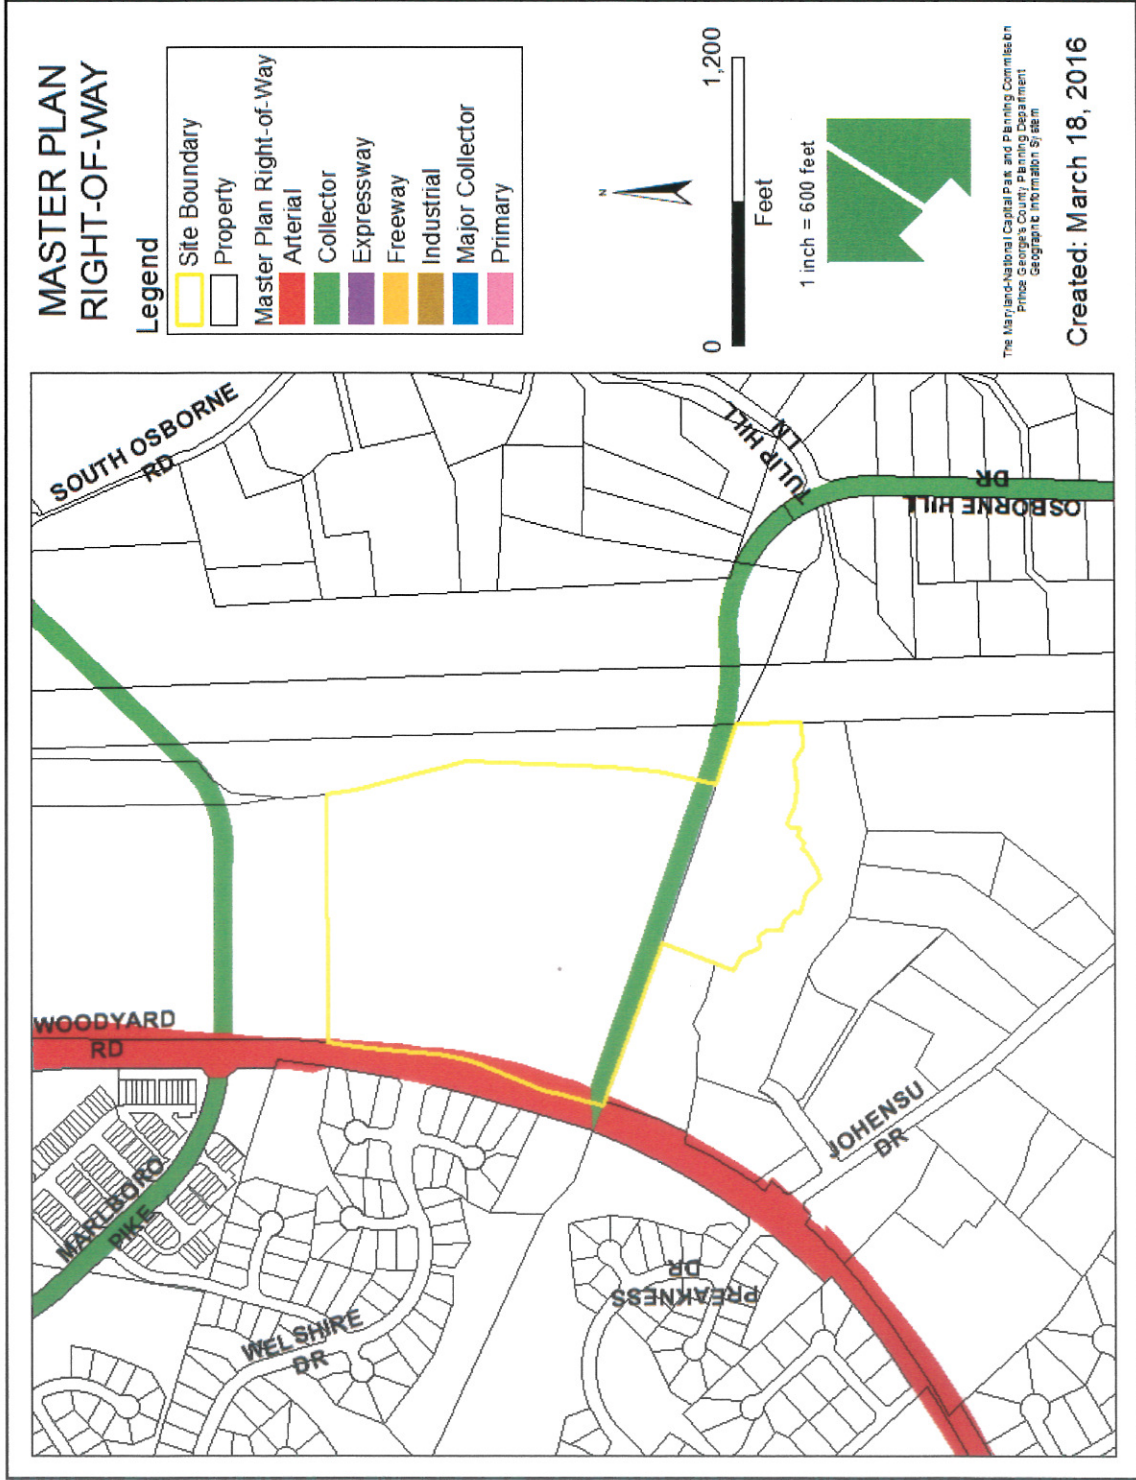 MASTER PLAN
RIGHT-OF-WAY
Legend
Site Boundary
Property
Master Plan Right-of-Way
Arterial
Collector
Expressway
Freeway
Industrial
Major Collector
Primary
N
0
1,200
Feet
1 inch = 600 feet
The Maryland-National Capital Park and Planning Commission
Prince George's County Planning Department
Geographic Information System
Created: March 18, 2016
SOUTH OSBORNE
RD
WOODYARD
RD
MARLBORO
PIKE
WELSHIRE
DR
PREAKNESS
DR
JOHENSU
DR
TULIP HILL
LN
OSBORNE HILL
DR